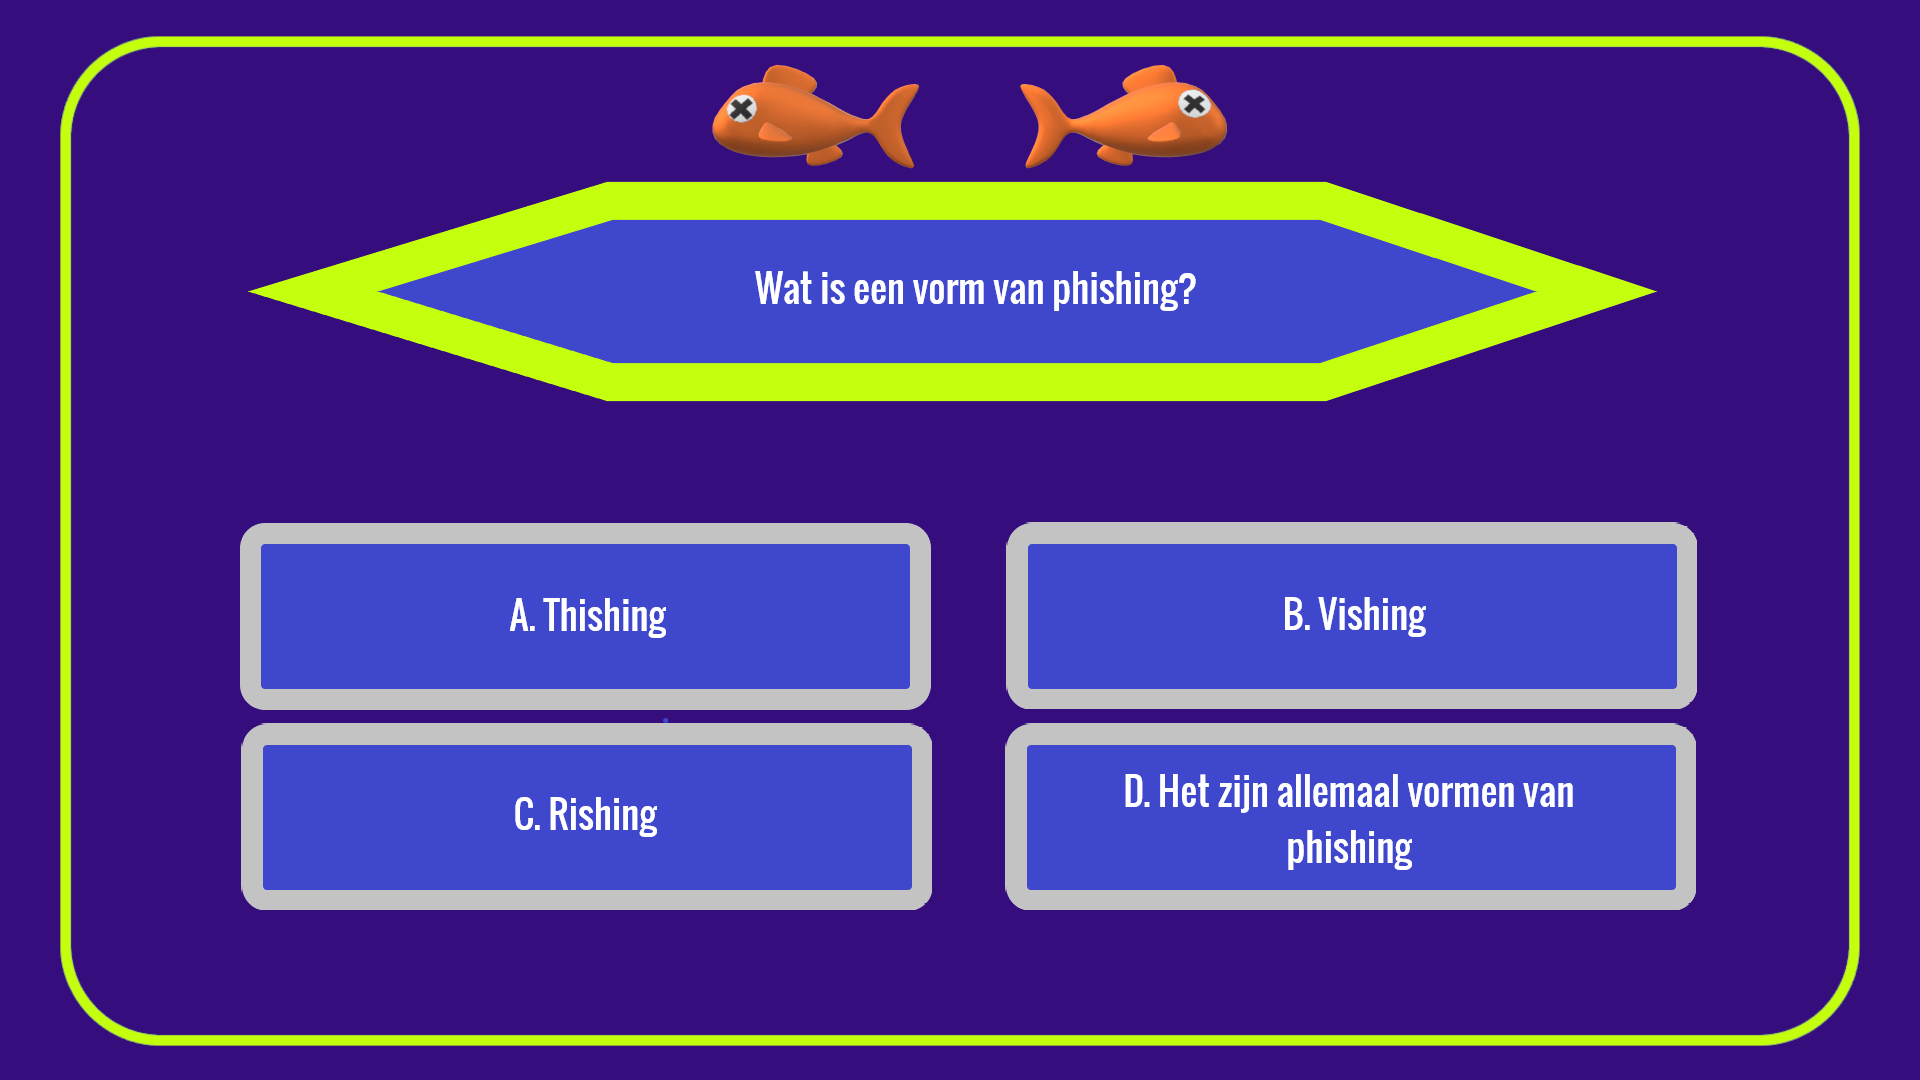 Wat is een vorm van phishing?
A. Thishing
B. Vishing
C. Rishing
D. Het zijn allemaal vormen van
phishing